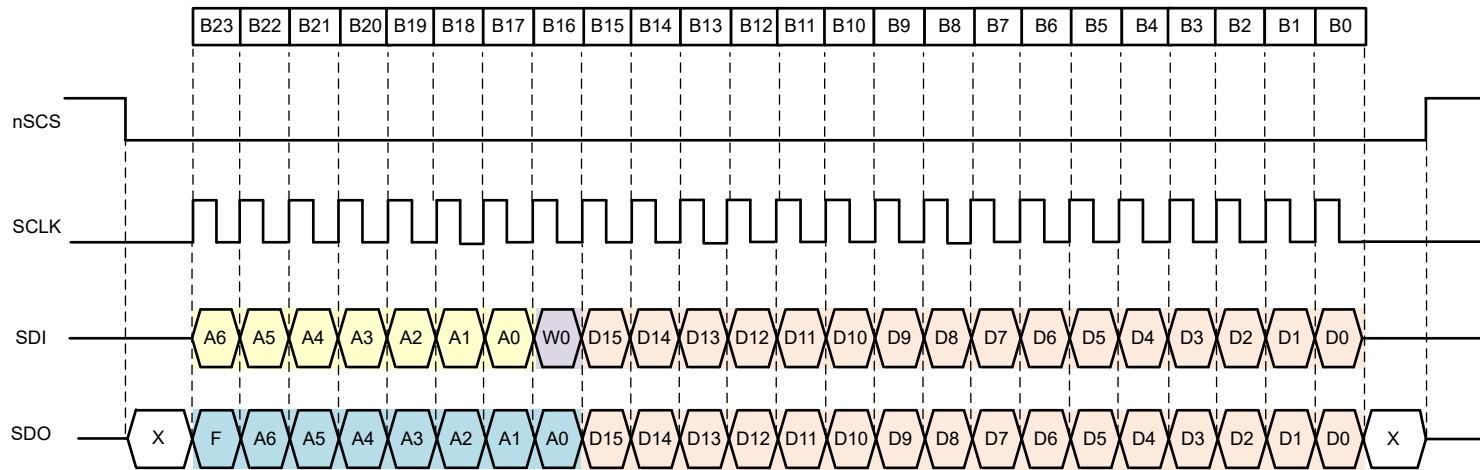 B23 B22 B21 B20 B19 B18 B17 B16 B15 B14 B13 B12 B11 B10 B9 B8 B7 B6 B5 B4 B3 B2 B1 B0
nSCS
SCLK
SDI A6 A5 A4 A3 A2 A1 A0 W0 D15 D14 D13 D12 D11 D10 D9 D8 D7 D6 D5 D4 D3 D2 D1 D0
SDO X F A6 A5 A4 A3 A2 A1 A0 D15 D14 D13 D12 D11 D10 D9 D8 D7 D6 D5 D4 D3 D2 D1 D0 X